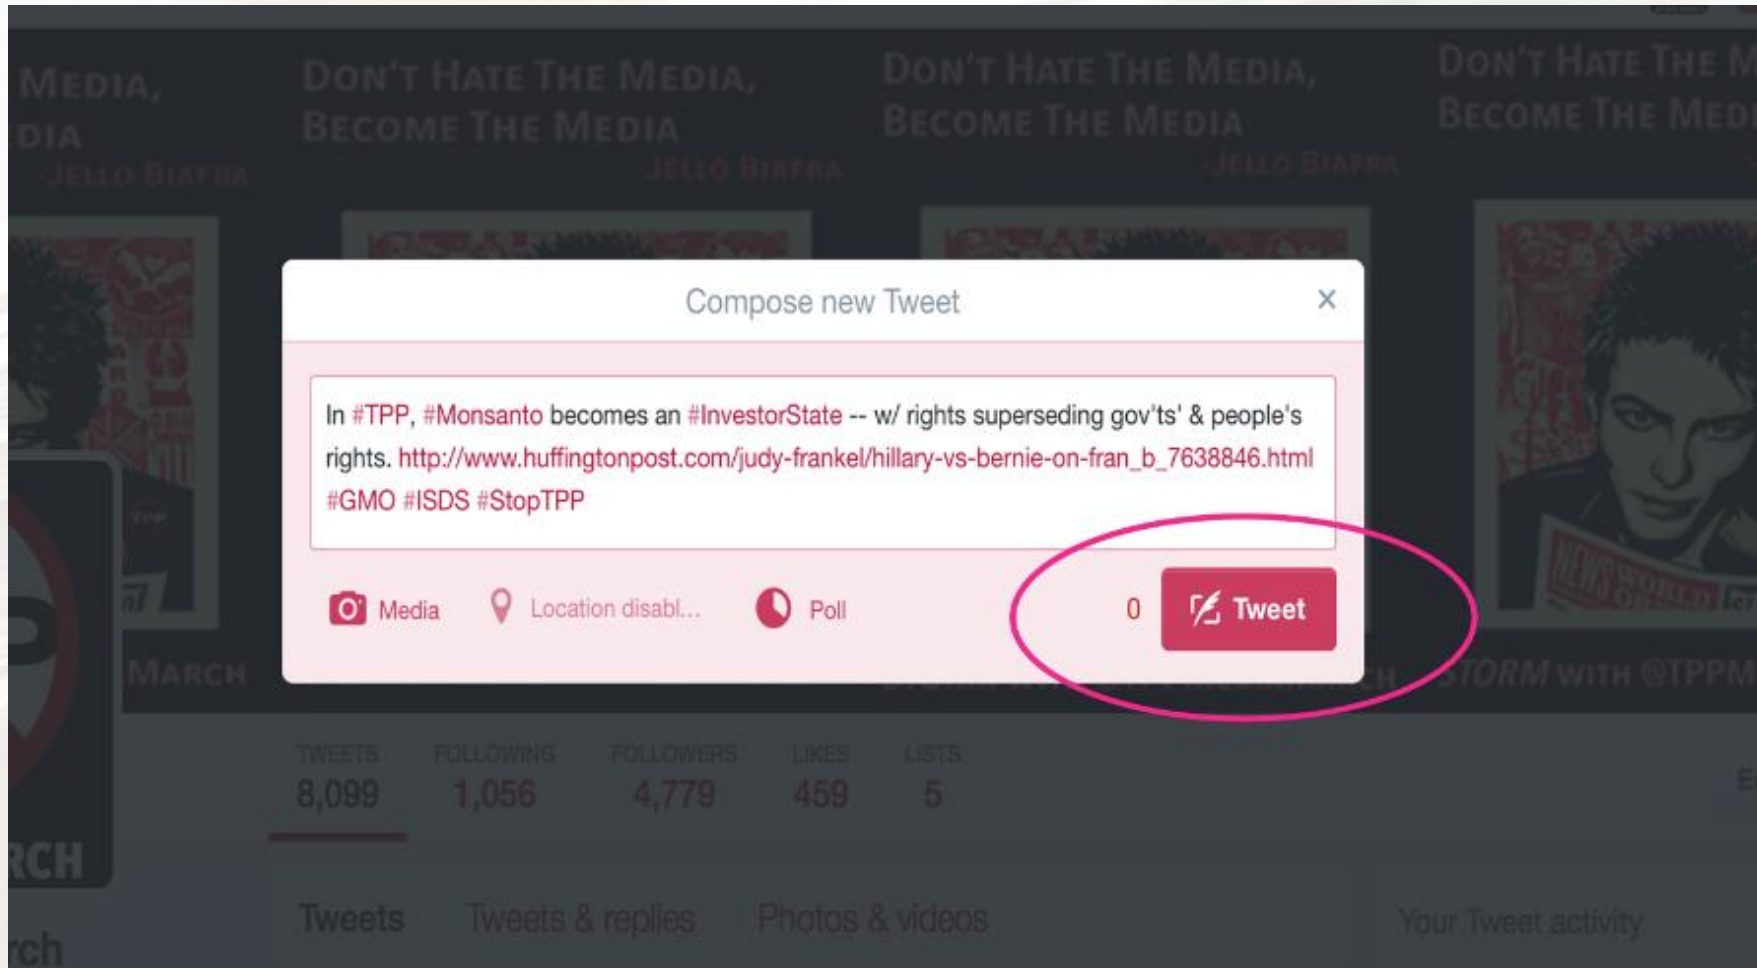 MEDIA,
DIA
-JELLO BIAFRA
DON'T HATE THE MEDIA,
BECOME THE MEDIA
-JELLO BIAFRA
DON'T HATE THE MEDIA,
BECOME THE MEDIA
-JELLO BIAFRA
DON'T HATE THE M
BECOME THE MEDI
Compose new Tweet
In #TPP, #Monsanto becomes an #InvestorState -- w/ rights superseding gov'ts' & people's
rights. http://www.huffingtonpost.com/judy-frankel/hillary-vs-bernie-on-fran_b_7638846.html
#GMO #ISDS #StopTPP
Media Location disabl... Poll 0 Tweet
NEWS WORLD
MARCH
STORM WITH @TPPM
TWEETS FOLLOWING FOLLOWERS LIKES LISTS
8,099 1,056 4,779 459 5
RCH
rch
Tweets Tweets & replies Photos & videos
Your Tweet activity